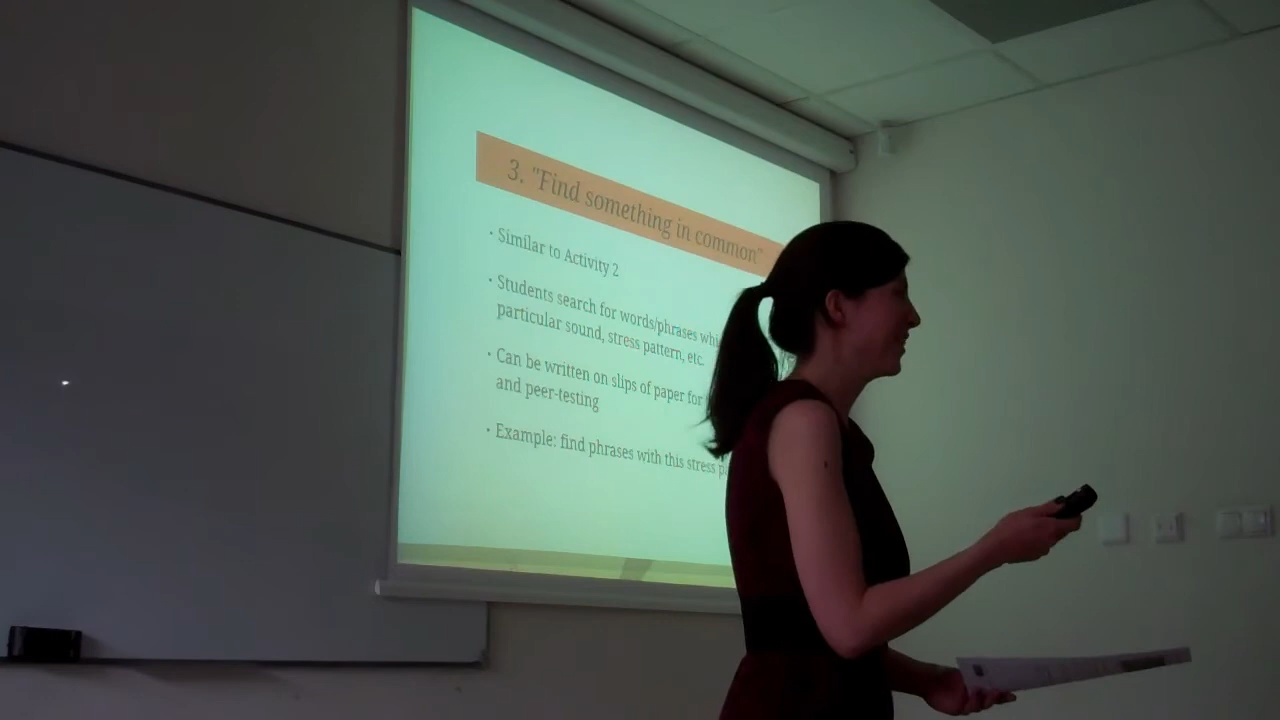 3. "Find something in common"
· Similar to Activity 2
· Students search for words/phrases
particular sound, stress pattern, etc.
· Can be written on slips of paper for
and peer-testing
· Example: find phrases with this stress